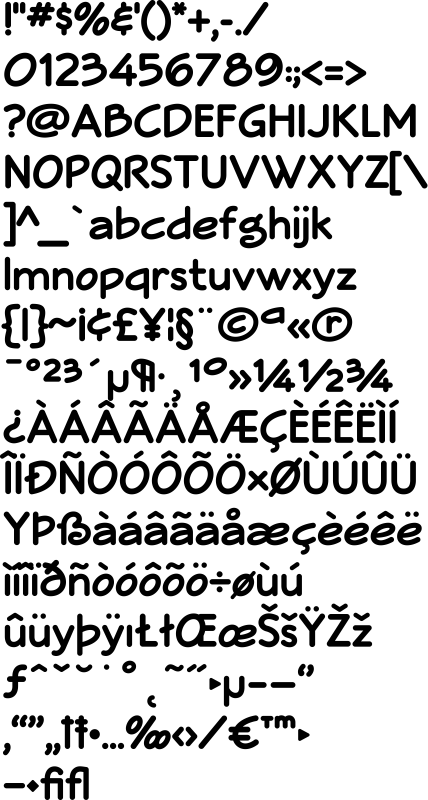 !"#$%&'()*+,-./
0123456789:;<=>
?@ABCDEFGHIJKLM
NOPQRSTUVWXYZ[\
]^_`abcdefghijk
lmnopqrstuvwxyz
{|}~¡¢£¥¦§¨©ª«®
¯°²³´µ¶·¸¹º»¼½¾
¿ÀÁÂÃÄÅÆÇÈÉÊËÌÍ
ÎÏÐÑÒÓÔÕÖ×ØÙÚÛÜ
ÝÞßàáâãäåæçèéêë
ìíîïðñòóôõö÷øùú
ûüýþÿıŁłŒœŠšŸŽž
ƒˆˇ˘˙˚˛˜˝‣μ–—‘’
‚“”„†‡•…‰‹›⁄€™‣
−◆ﬁﬂ